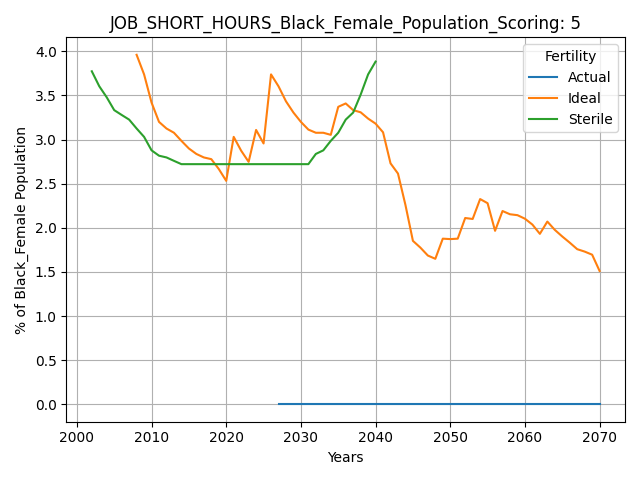 JOB_SHORT_HOURS_Black_Female_Population_Scoring: 5
Fertility
Actual
Ideal
Sterile
% of Black_Female Population
4.0
3.5
3.0
2.5
2.0
1.5
1.0
0.5
0.0
2000 2010 2020 2030 2040 2050 2060 2070
Years